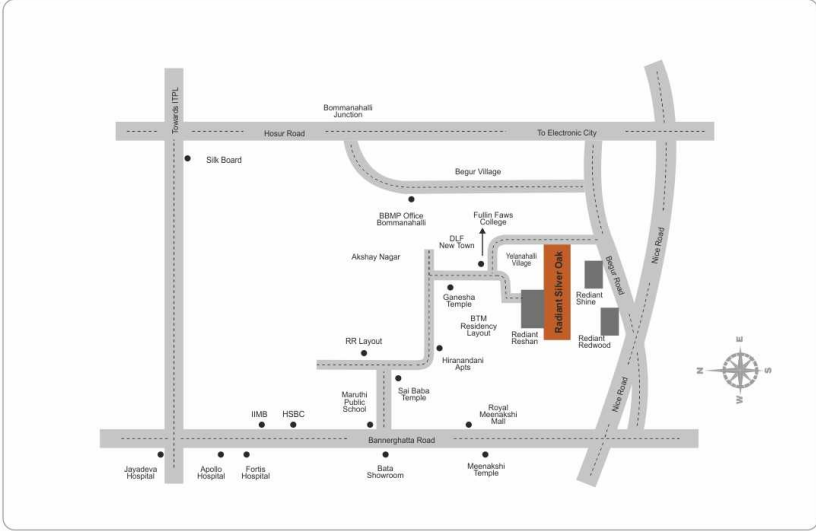 Towards ITPL
Bommanahalli
Junction
Hosur Road
To Electronic City
Silk Board
Begur Village
BBMP Office
Bommanahalli
Fullin Faws
College
DLF
New Town
Yelanahalli
Village
Akshay Nagar
Radiant Silver Oak
Begur Road
Nice Road
Ganesha
Temple
Rediant
Shine
BTM
Residency
Layout
Rediant
Reshan
Rediant
Redwood
RR Layout
Hiranandani
Apts
E
N
S
W
Sai Baba
Temple
Maruthi
Public
School
Nice Road
IIMB
HSBC
Royal
Meenakshi
Mall
Bannerghatta Road
Jayadeva
Hospital
Apollo
Hospital
Fortis
Hospital
Bata
Showroom
Meenakshi
Temple